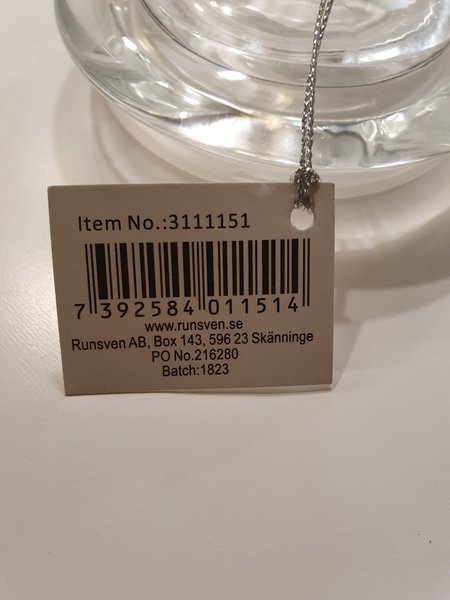 Item No.:3111151
7 392584 011514
www.runsven.se
Runsven AB, Box 143, 596 23 Skänninge
PO No.216280
Batch:1823